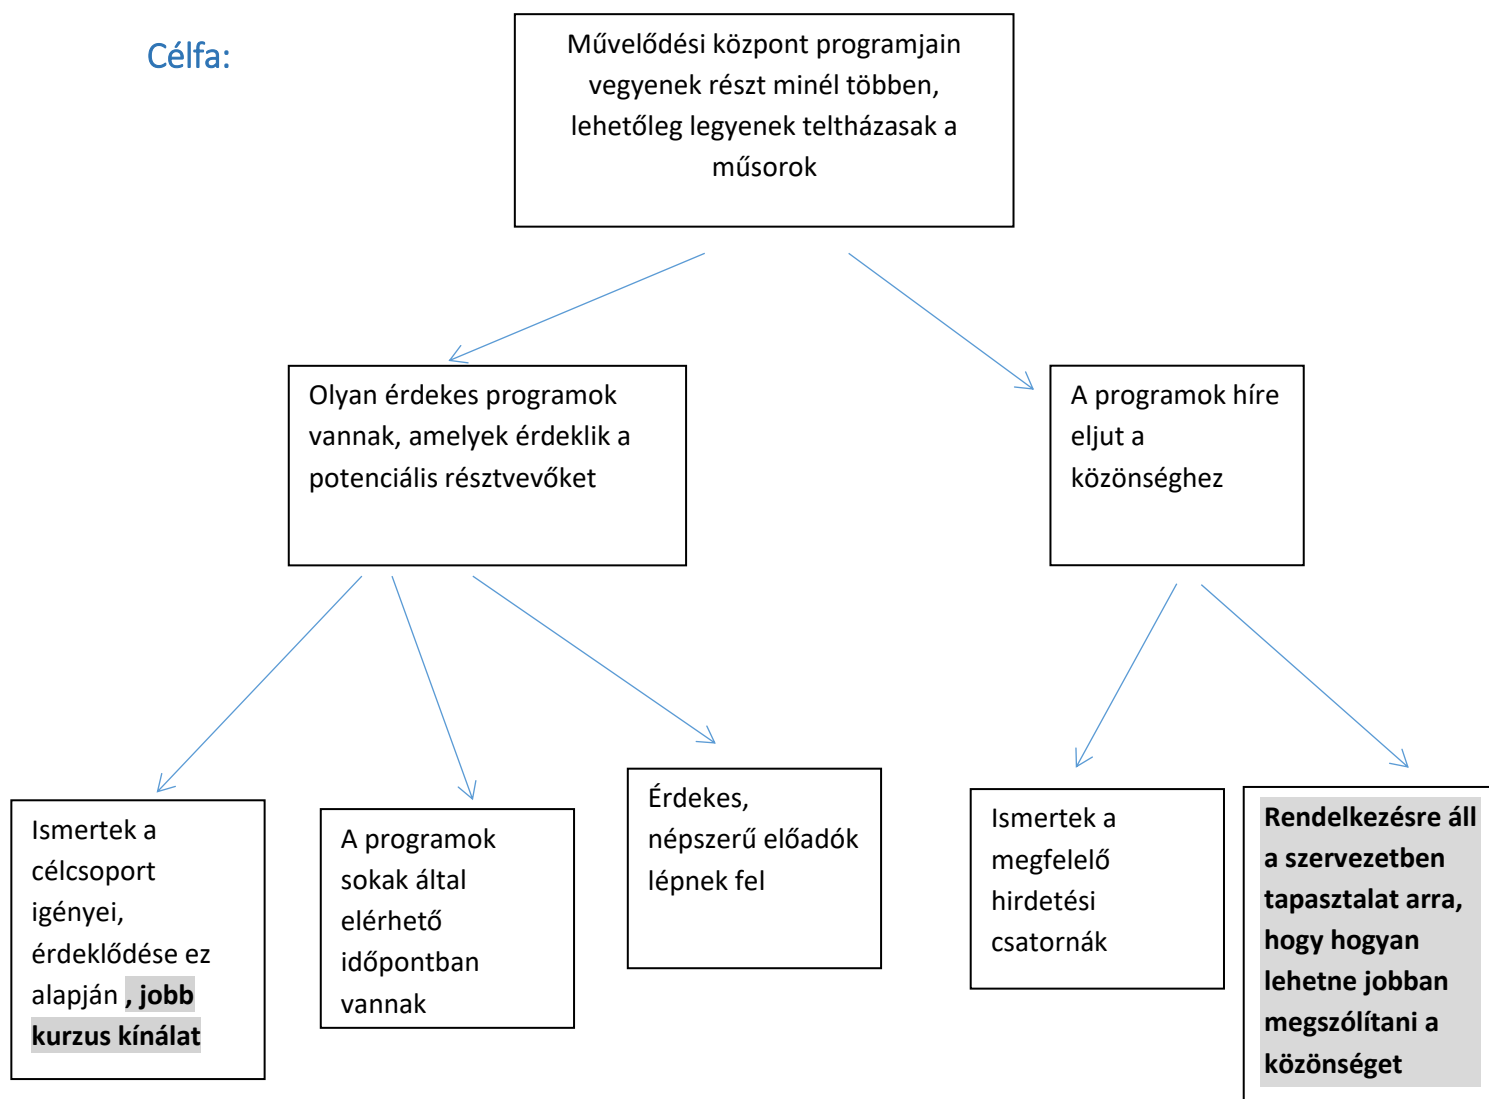 Célfa:
Művelődési központ programjain
vegyenek részt minél többen,
lehetőleg legyenek teltházasak a
műsorok
Olyan érdekes programok
vannak, amelyek érdeklik a
potenciális résztvevőket
A programok híre
eljut a
közönséghez
Ismertek a
célcsoport
igényei,
érdeklődése ez
alapján , jobb
kurzus kínálat
A programok
sokak által
elérhető
időpontban
vannak
Érdekes,
népszerű előadók
lépnek fel
Ismertek a
megfelelő
hirdetési
csatornák
Rendelkezésre áll
a szervezetben
tapasztalat arra,
hogy hogyan
lehetne jobban
megszólítani a
közönséget